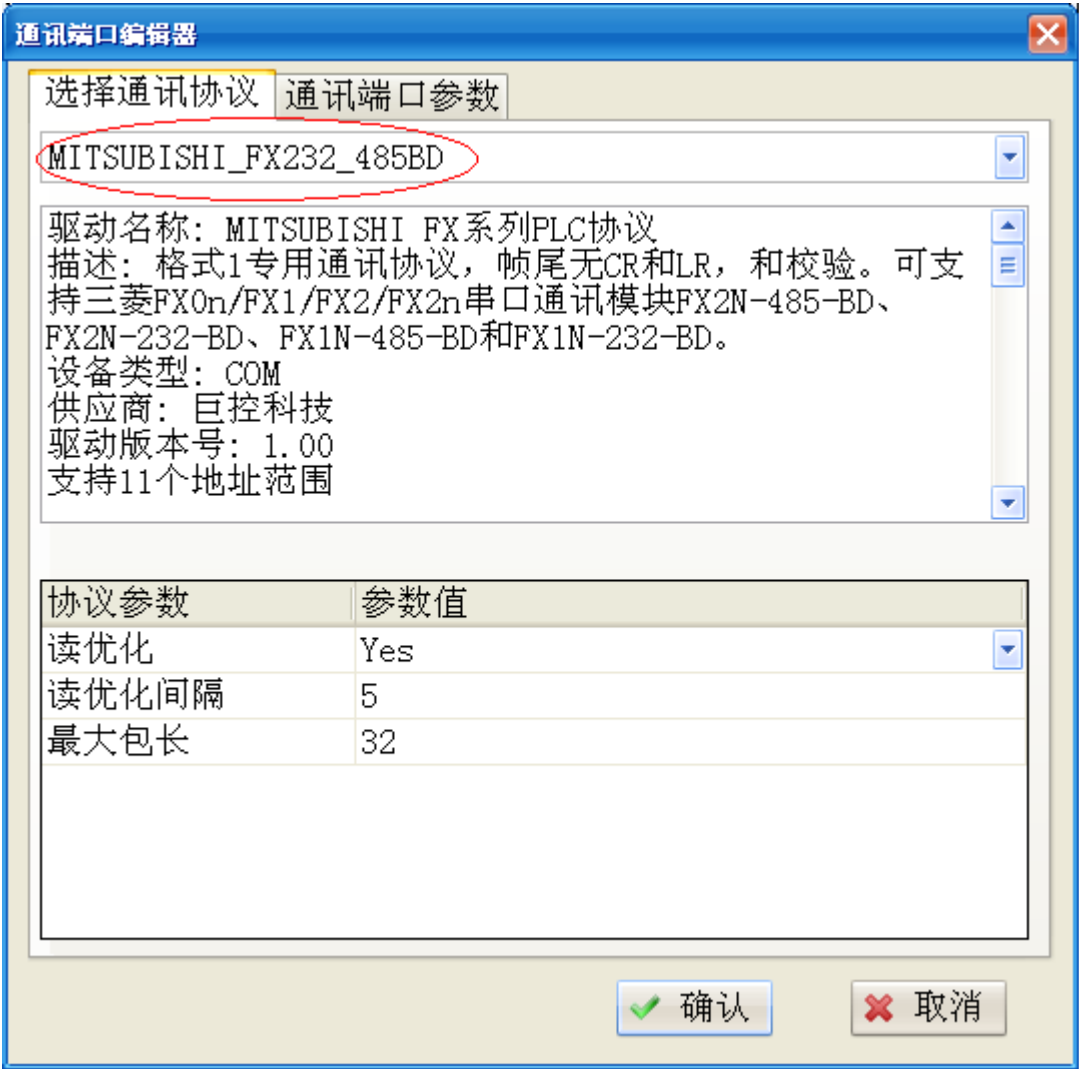 通讯端口编辑器
选择通讯协议 通讯端口参数
MITSUBISHI_FX232_485BD
驱动名称: MITSUBISHI FX系列PLC协议
描述: 格式1专用通讯协议，帧尾无CR和LR，和校验。可支
持三菱FX0n/FX1/FX2/FX2n串口通讯模块FX2N-485-BD、
FX2N-232-BD、FX1N-485-BD和FX1N-232-BD。
设备类型: COM
供应商: 巨控科技
驱动版本号: 1.00
支持11个地址范围
协议参数 参数值
读优化 Yes
读优化间隔 5
最大包长 32
确认 取消